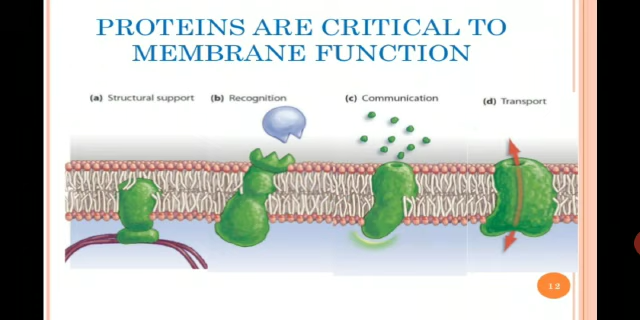 PROTEINS ARE CRITICAL TO
MEMBRANE FUNCTION
(a) Structural support (b) Recognition (c) Communication (d) Transport
12